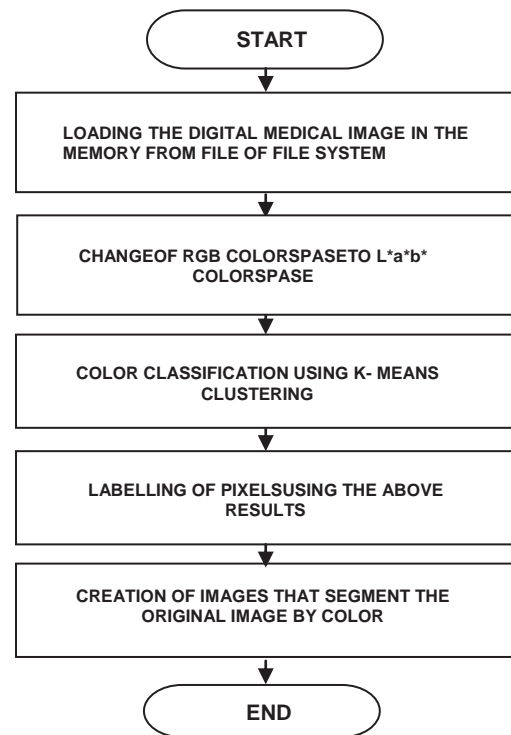 START
LOADING THE DIGITAL MEDICAL IMAGE IN THE
MEMORY FROM FILE OF FILE SYSTEM
CHANGEOF RGB COLORSPASETO L*a*b*
COLORSPASE
COLOR CLASSIFICATION USING K- MEANS
CLUSTERING
LABELLING OF PIXELSUSING THE ABOVE
RESULTS
CREATION OF IMAGES THAT SEGMENT THE
ORIGINAL IMAGE BY COLOR
END